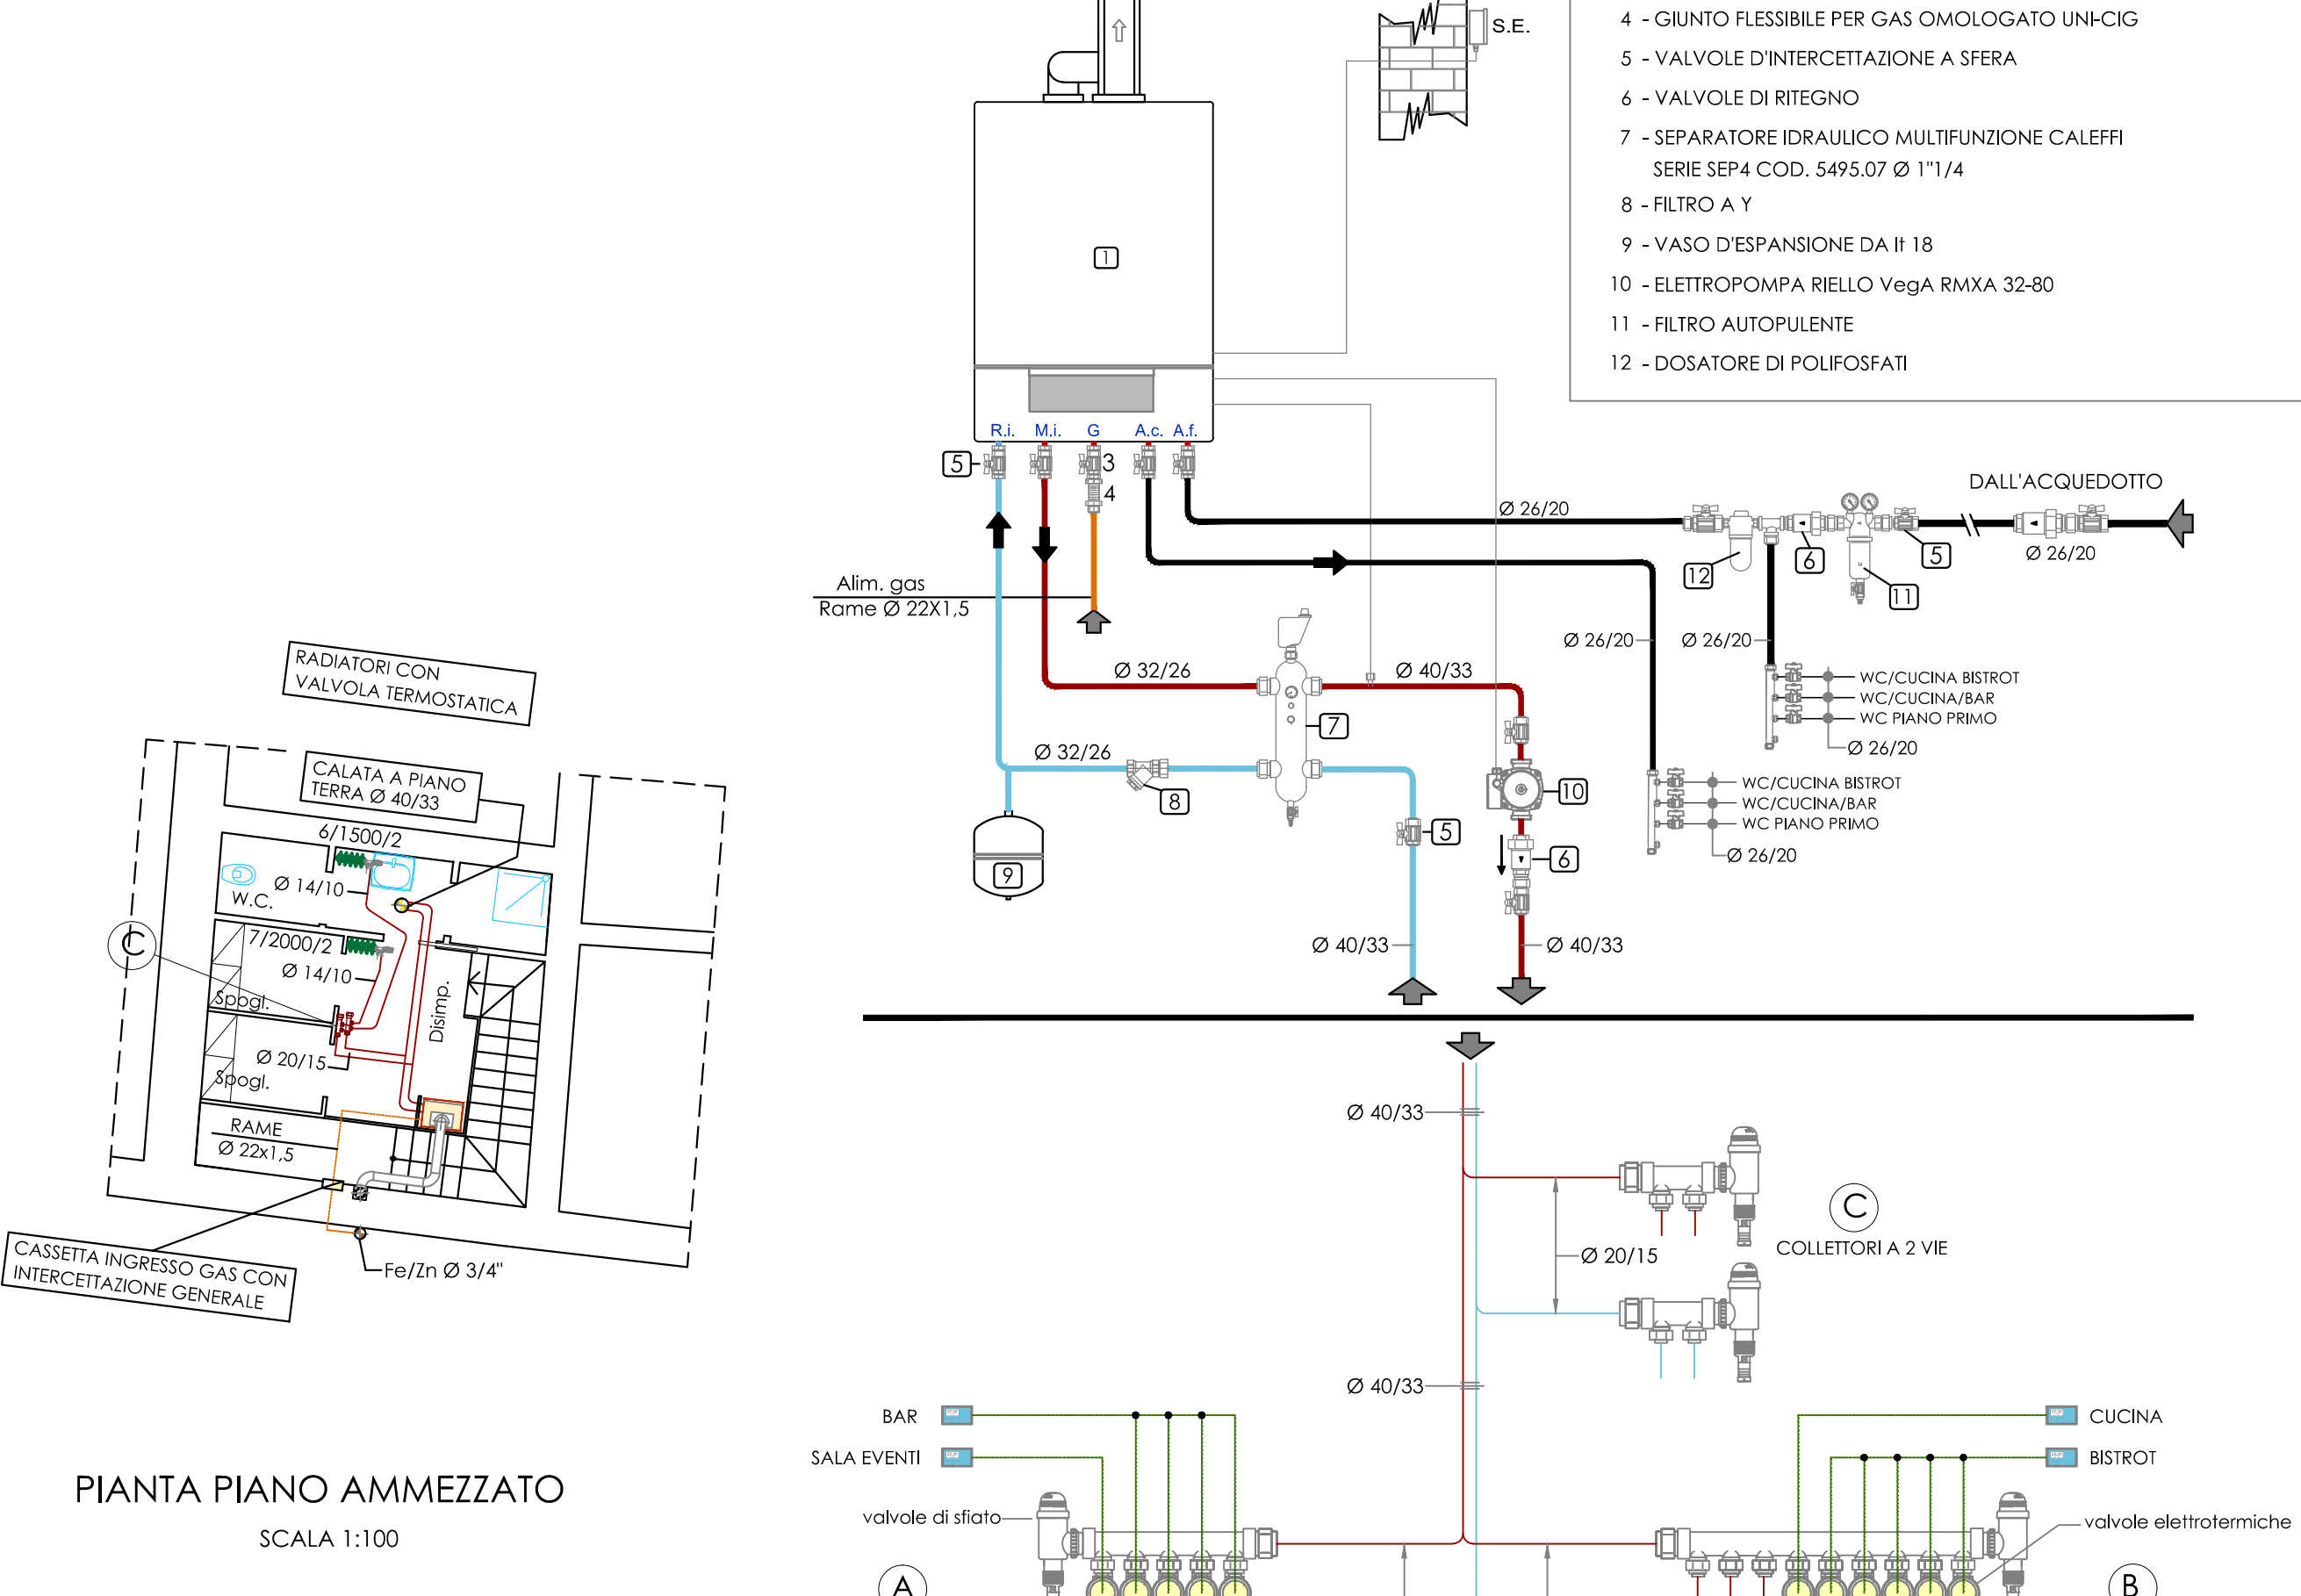 4 - GIUNTO FLESSIBILE PER GAS OMOLOGATO UNI-CIG
5 - VALVOLE D'INTERCETTAZIONE A SFERA
6 - VALVOLE DI RITEGNO
7 - SEPARATORE IDRAULICO MULTIFUNZIONE CALEFFI
SERIE SEP4 COD. 5495.07 Ø 1"1/4
8 - FILTRO A Y
9 - VASO D'ESPANSIONE DA lt 18
10 - ELETTROPOMPA RIELLO VegA RMXA 32-80
11 - FILTRO AUTOPULENTE
12 - DOSATORE DI POLIFOSFATI
S.E.
1
R.i. M.i. G A.c. A.f.
5
3
4
DALL'ACQUEDOTTO
Ø 26/20
Ø 26/20
12
6
5
11
Alim. gas
Rame Ø 22X1,5
Ø 26/20
Ø 26/20
WC/CUCINA BISTROT
WC/CUCINA/BAR
WC PIANO PRIMO
Ø 26/20
WC/CUCINA BISTROT
WC/CUCINA/BAR
WC PIANO PRIMO
Ø 26/20
Ø 32/26
Ø 40/33
7
Ø 32/26
8
10
5
6
9
Ø 40/33
Ø 40/33
RADIATORI CON
VALVOLA TERMOSTATICA
CALATA A PIANO
TERRA Ø 40/33
6/1500/2
Ø 14/10
W.C.
C
7/2000/2
Ø 14/10
Spogl.
Disimp.
Ø 20/15
Spogl.
RAME
Ø 22x1,5
CASSETTA INGRESSO GAS CON
INTERCETTAZIONE GENERALE
Fe/Zn Ø 3/4"
PIANTA PIANO AMMEZZATO
SCALA 1:100
Ø 40/33
C
COLLETTORI A 2 VIE
Ø 20/15
Ø 40/33
BAR
SALA EVENTI
CUCINA
BISTROT
valvole di sfiato
valvole elettrotermiche
A
B